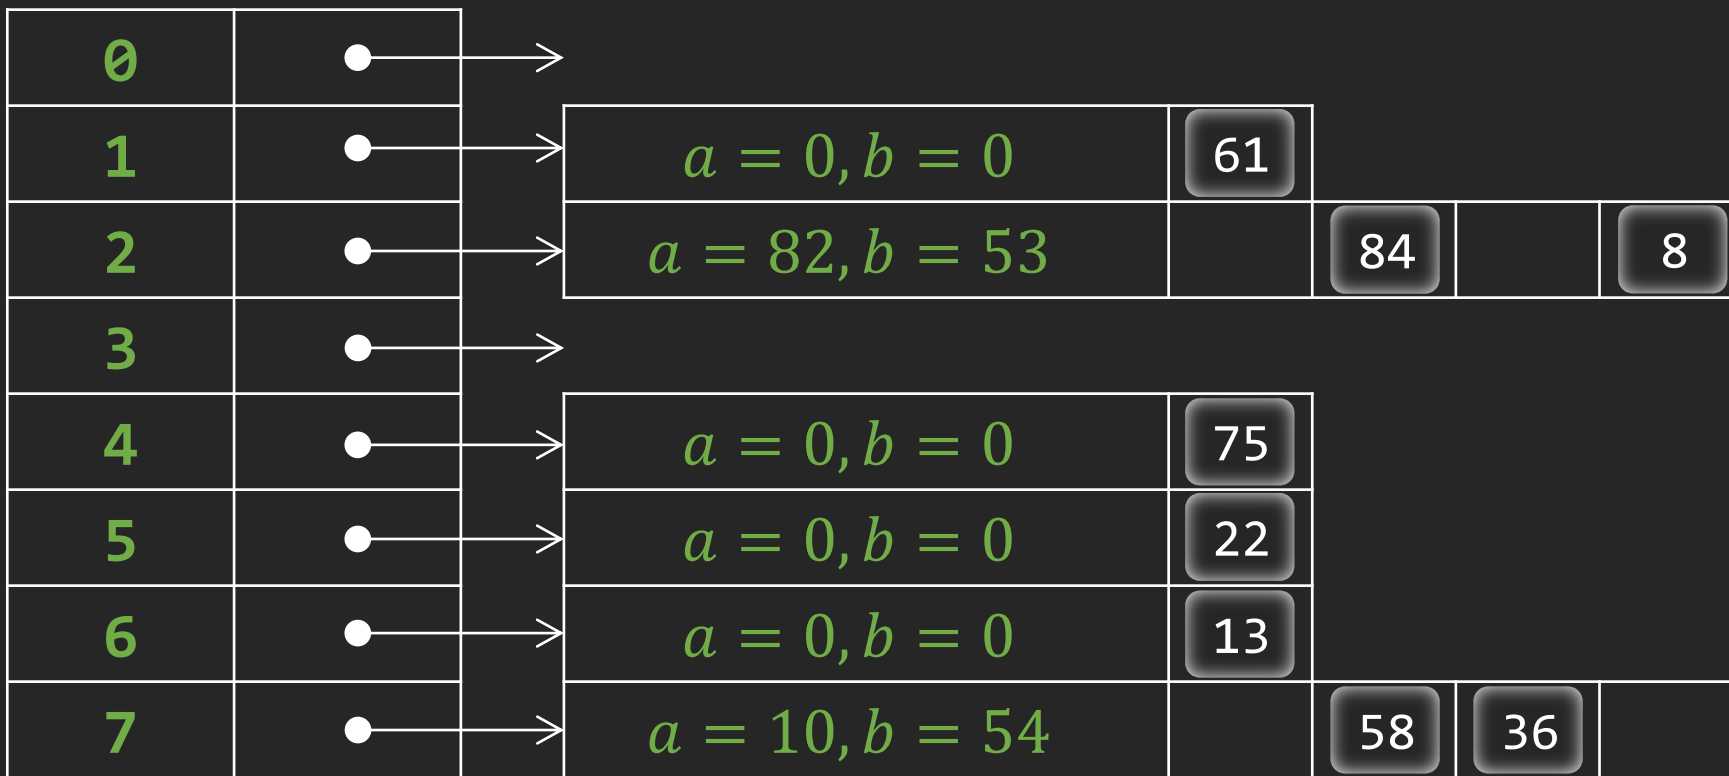 0
1 a = 0, b = 0 61
2 a = 82, b = 53 84 8
3
4 a = 0, b = 0 75
5 a = 0, b = 0 22
6 a = 0, b = 0 13
7 a = 10, b = 54 58 36